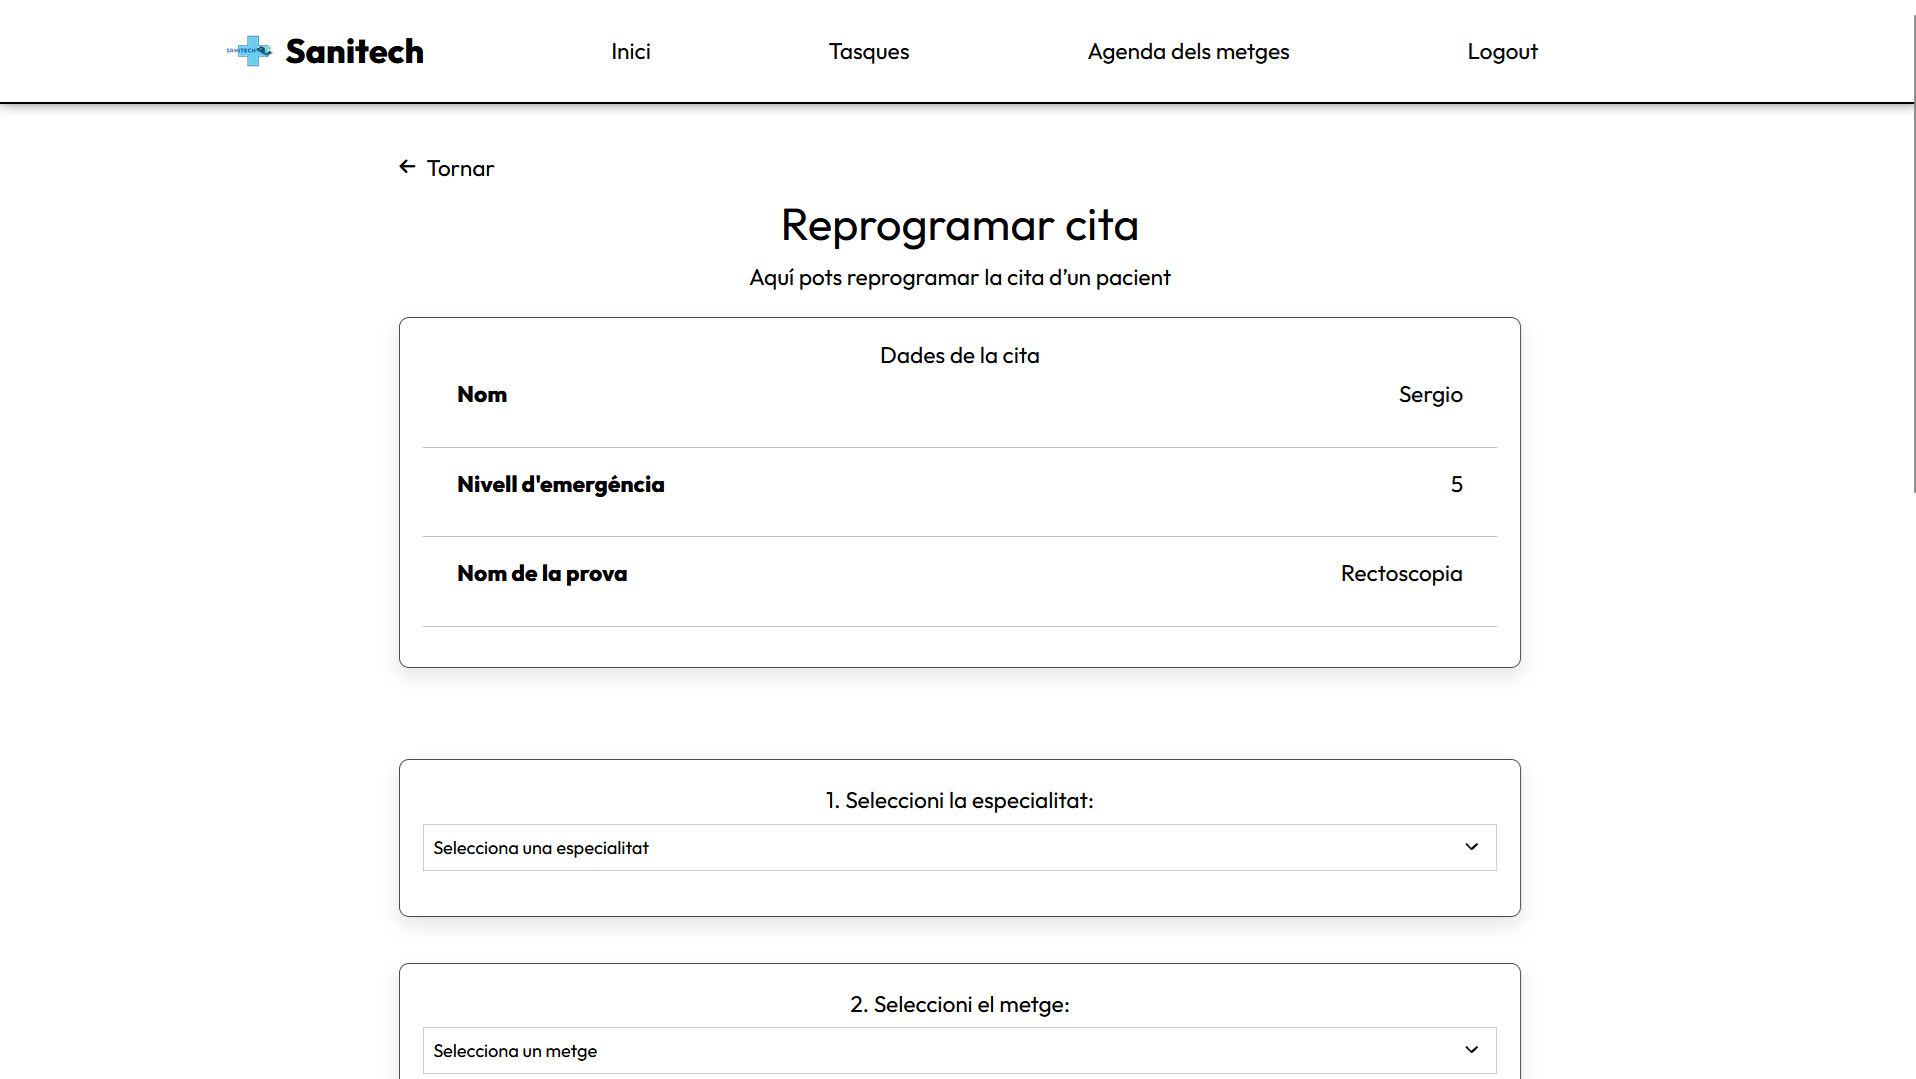 SANITECH
Sanitech
Inici
Tasques
Agenda dels metges
Logout
Tornar
Reprogramar cita
Aquí pots reprogramar la cita d’un pacient
Dades de la cita
Nom
Sergio
Nivell d'emergéncia
5
Nom de la prova
Rectoscopia
1. Seleccioni la especialitat:
Selecciona una especialitat
2. Seleccioni el metge:
Selecciona un metge